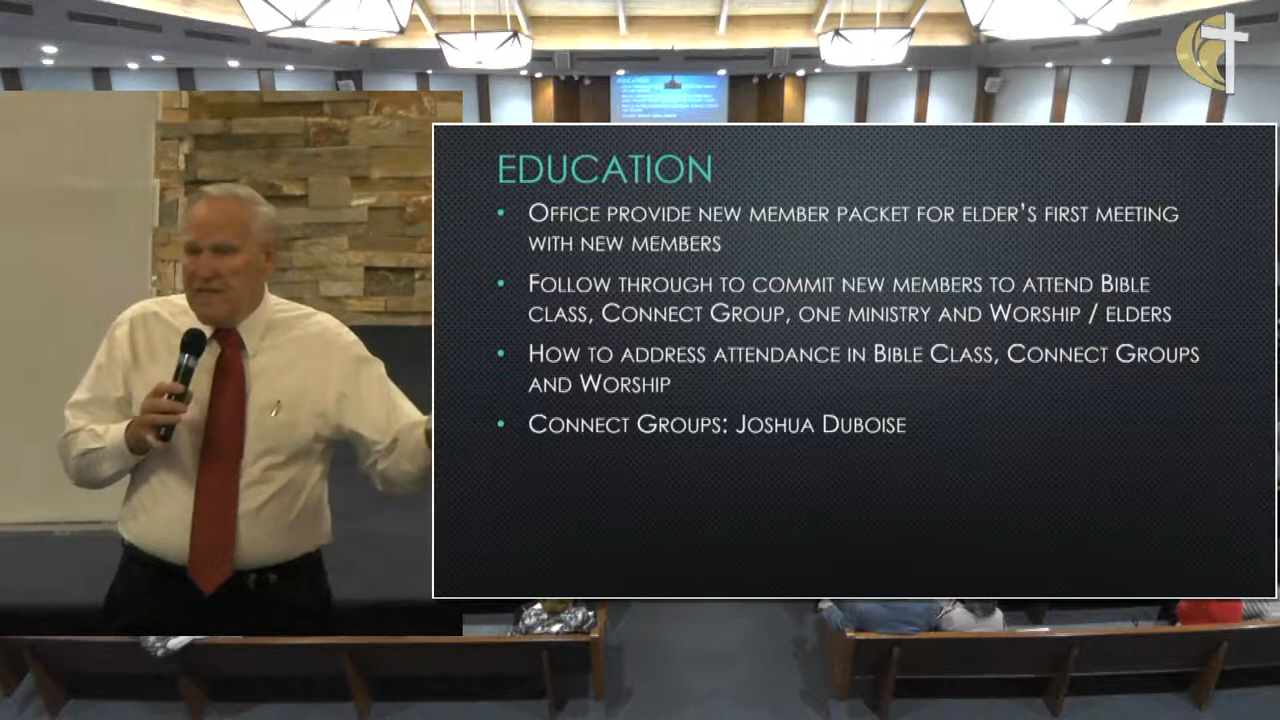 EDUCATION
• OFFICE PROVIDE NEW MEMBER PACKET FOR ELDER'S FIRST MEETING
WITH NEW MEMBERS
• FOLLOW THROUGH TO COMMIT NEW MEMBERS TO ATTEND BIBLE
CLASS, CONNECT GROUP, ONE MINISTRY AND WORSHIP / ELDERS
• HOW TO ADDRESS ATTENDANCE IN BIBLE CLASS, CONNECT GROUPS
AND WORSHIP
• CONNECT GROUPS: JOSHUA DUBOISE